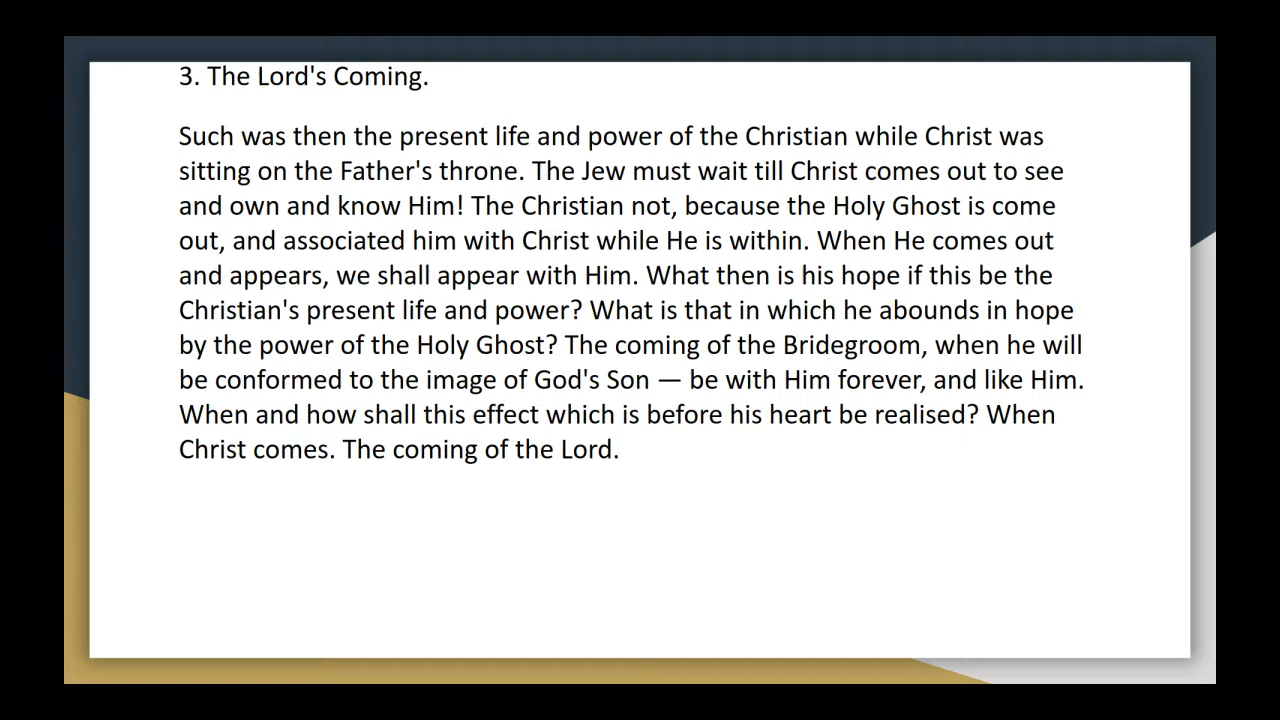 3. The Lord's Coming.
Such was then the present life and power of the Christian while Christ was
sitting on the Father's throne. The Jew must wait till Christ comes out to see
and own and know Him! The Christian not, because the Holy Ghost is come
out, and associated him with Christ while He is within. When He comes out
and appears, we shall appear with Him. What then is his hope if this be the
Christian's present life and power? What is that in which he abounds in hope
by the power of the Holy Ghost? The coming of the Bridegroom, when he will
be conformed to the image of God's Son — be with Him forever, and like Him.
When and how shall this effect which is before his heart be realised? When
Christ comes. The coming of the Lord.